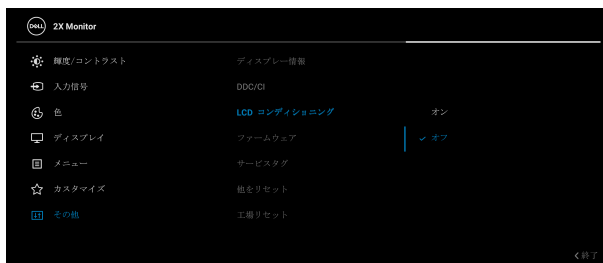 DELL 2X Monitor
輝度/コントラスト
入力信号
色
ディスプレイ
メニュー
カスタマイズ
その他
ディスプレー情報
DDC/CI
LCD コンディショニング
ファームウェア
サービスタグ
他をリセット
工場リセット
オン
オフ
終了